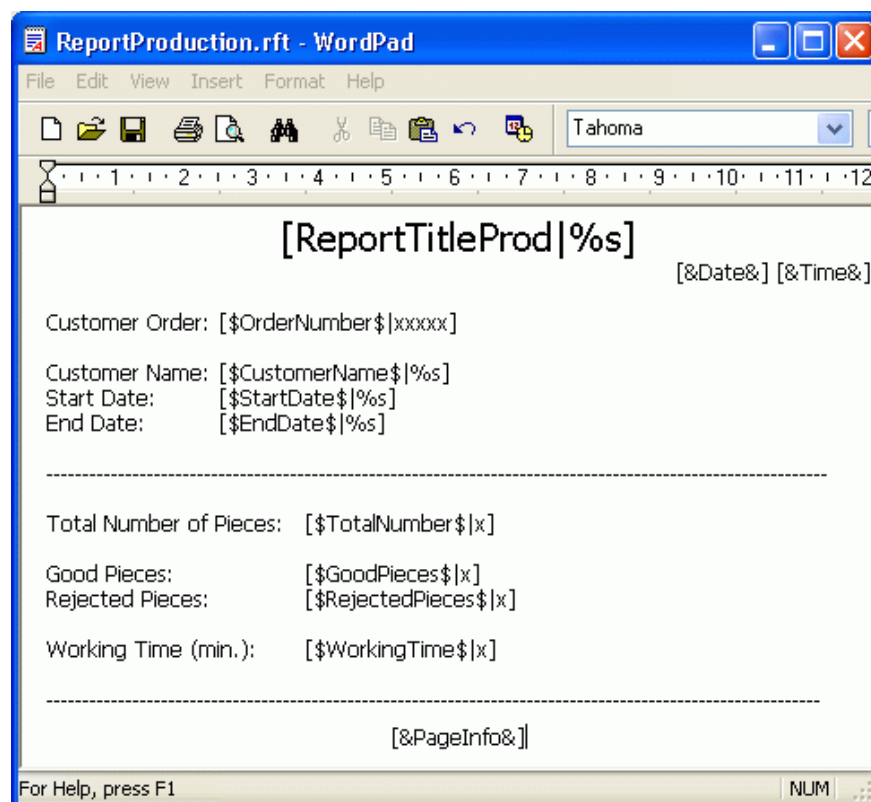 ReportProduction.rft - WordPad
File Edit View Insert Format Help
Tahoma
1 2 3 4 5 6 7 8 9 10 11 12
[ReportTitleProd|%s]
[&Date&] [&Time&]
Customer Order: [$OrderNumber$|xxxxx]
Customer Name: [$CustomerName$|%s]
Start Date: [$StartDate$|%s]
End Date: [$EndDate$|%s]
--------------------------------------------------------------------------------------------------------------
Total Number of Pieces: [$TotalNumber$|x]
Good Pieces: [$GoodPieces$|x]
Rejected Pieces: [$RejectedPieces$|x]
Working Time (min.): [$WorkingTime$|x]
-------------------------------------------------------------------------------------------------------------
[&PageInfo&]
For Help, press F1 NUM